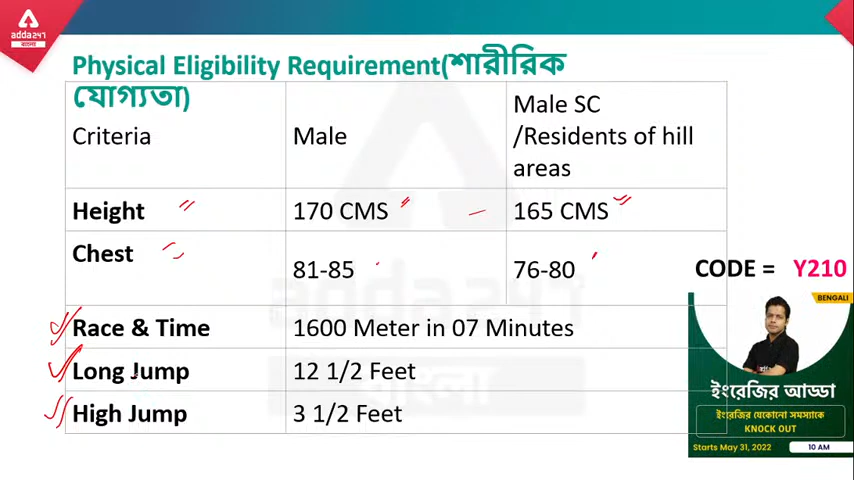 adda247
বাংলা
Physical Eligibility Requirement(শারীরিক
যোগ্যতা)
Criteria
Male
Male SC
/Residents of hill
areas
Height
170 CMS
165 CMS
Chest
81-85
76-80
Race & Time
1600 Meter in 07 Minutes
Long Jump
12 1/2 Feet
High Jump
3 1/2 Feet
adda247
বাংলা
CODE = Y210
BENGALI
ইংরেজির আড্ডা
ইংরেজির যেকোনো সমস্যাকে
KNOCK OUT
Starts May 31, 2022
10 AM